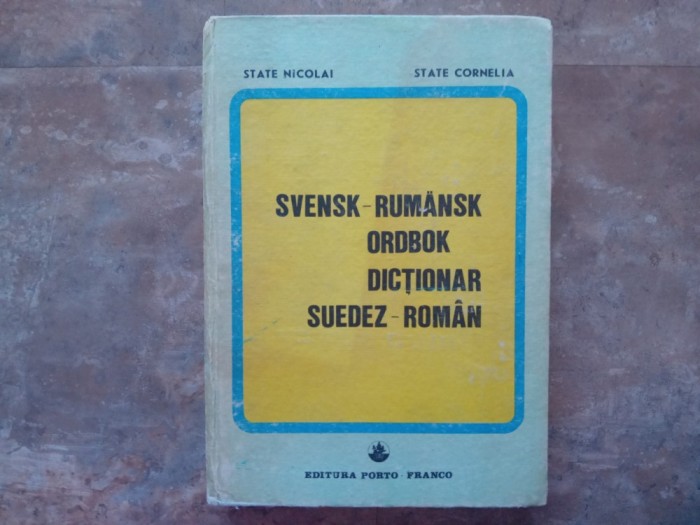 STATE NICOLAI STATE CORNELIA
SVENSK-RUMÄNSK
ORDBOK
DICȚIONAR
SUEDEZ-ROMÂN
EDITURA PORTO-FRANCO